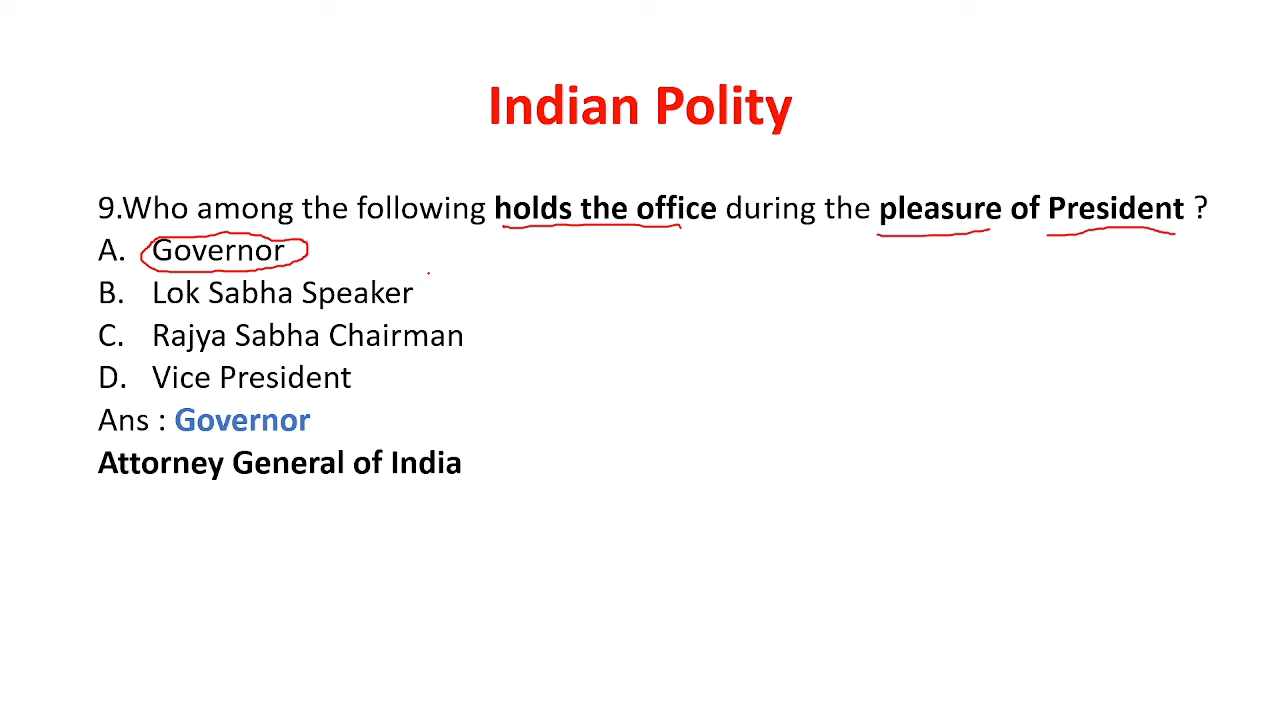 Indian Polity
9.Who among the following holds the office during the pleasure of President ?
A. Governor
B. Lok Sabha Speaker
C. Rajya Sabha Chairman
D. Vice President
Ans : Governor
Attorney General of India